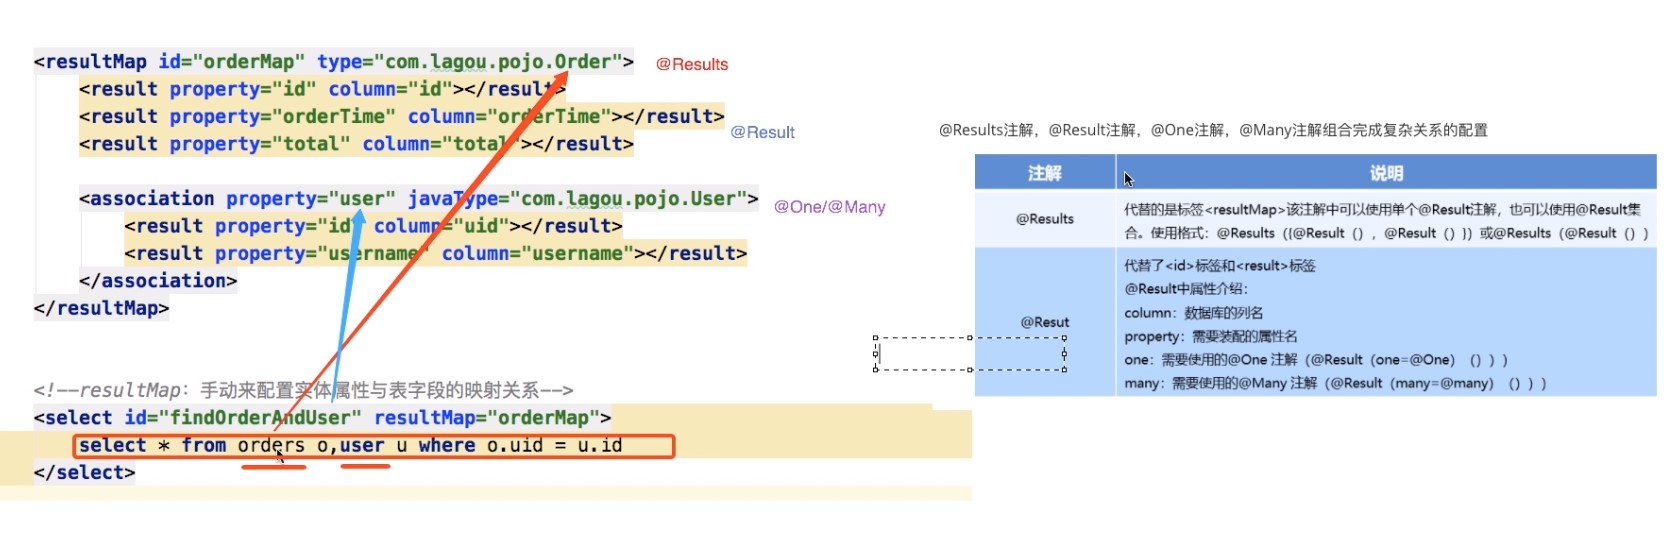 <resultMap id="orderMap" type="com.lagou.pojo.Order"> @Results
<result property="id" column="id"></result>
<result property="orderTime" column="orderTime"></result>
@Result
<result property="total" column="total"></result>
<association property="user" javaType="com.lagou.pojo.User">
@One/@Many
<result property="id" column="uid"></result>
<result property="username" column="username"></result>
</association>
</resultMap>
<!--resultMap：手动来配置实体属性与表字段的映射关系-->
<select id="findOrderAndUser" resultMap="orderMap">
select * from orders o,user u where o.uid = u.id
</select>
@Results注解，@Result注解，@One注解，@Many注解组合完成复杂关系的配置
注解 说明
@Results
代替的是标签<resultMap>该注解中可以使用单个@Result注解，也可以使用@Result集
合。使用格式：@Results（{@Result（），@Result（）}）或@Results（@Result（））
@Resut
代替了<id>标签和<result>标签
@Result中属性介绍：
column：数据库的列名
property：需要装配的属性名
one：需要使用的@One 注解（@Result（one=@One）（）））
many：需要使用的@Many 注解（@Result（many=@many）（）））